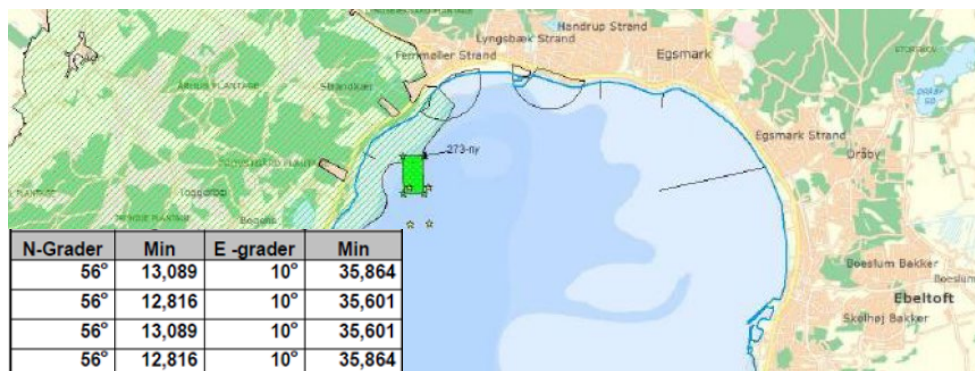 Handrup Strand
Lyngsbæk Strand
Egsmark
Femmøller Strand
Strandkær
Egsmark Strand
Dråby
Toggerbo
273-ny
Boeslum Bakker
Ebeltoft
Skelhøj Bakker
N-Grader Min E -grader Min
56° 13,089 10° 35,864
56° 12,816 10° 35,601
56° 13,089 10° 35,601
56° 12,816 10° 35,864